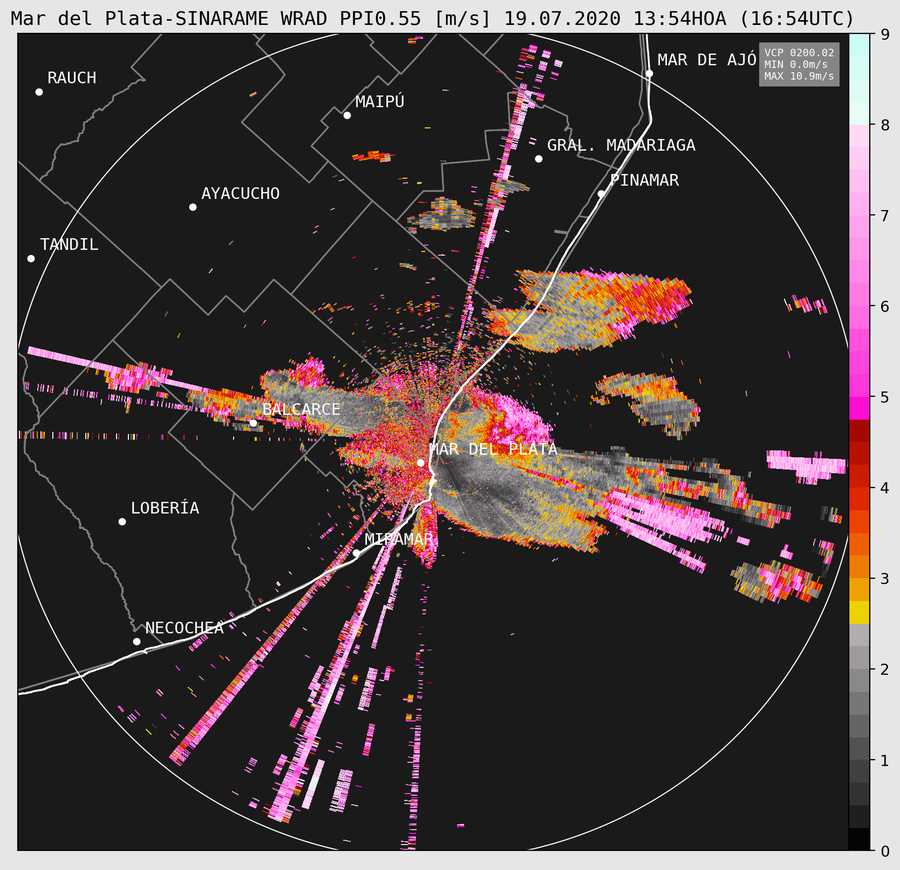 Mar del Plata-SINARAME WRAD PPI0.55 [m/s] 19.07.2020 13:54HOA (16:54UTC)
VCP 0200.02
MIN 0.0m/s
MAX 10.9m/s
MAR DE AJÓ
RAUCH
MAIPÚ
GRAL. MADARIAGA
PINAMAR
AYACUCHO
TANDIL
BALCARCE
MAR DEL PLATA
LOBERÍA
MIRAMAR
NECOCHEA
9
8
7
6
5
4
3
2
1
0